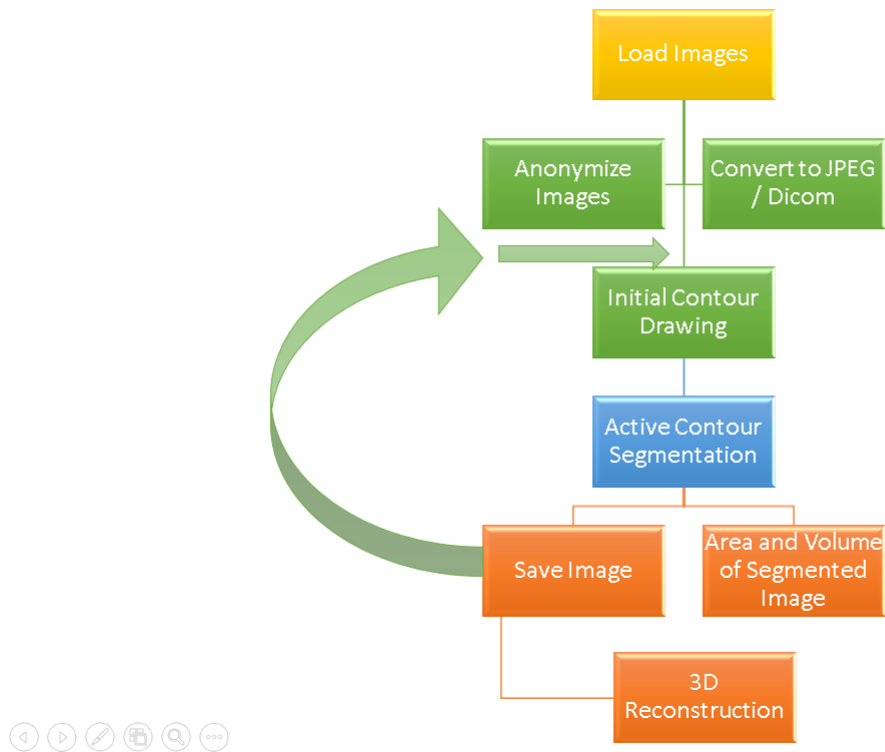 Load Images
Anonymize
Images
Convert to JPEG
/ Dicom
Initial Contour
Drawing
Active Contour
Segmentation
Save Image
Area and Volume
of Segmented
Image
3D
Reconstruction